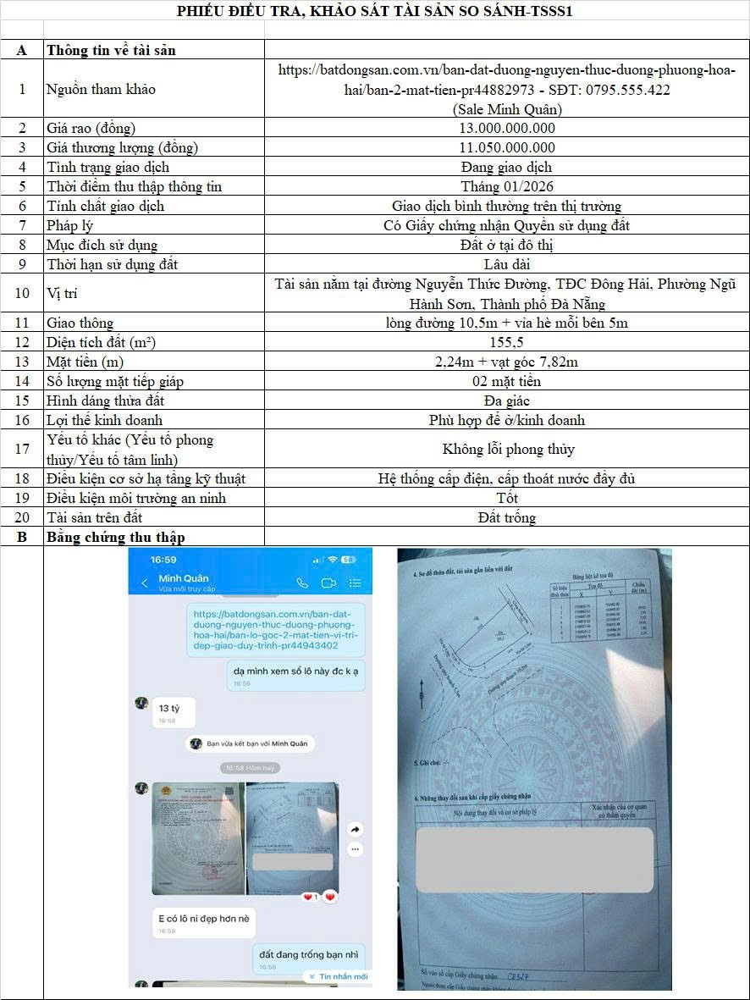 PHIẾU ĐIỀU TRA, KHẢO SÁT TÀI SẢN SO SÁNH-TSSS1
A Thông tin về tài sản
1 Nguồn tham khảo https://batdongsan.com.vn/ban-dat-duong-nguyen-thuc-duong-phuong-hoa-
hai/ban-2-mat-tien-pr44882973 - SĐT: 0795.555.422
(Sale Minh Quân)
2 Giá rao (đồng) 13.000.000.000
3 Giá thương lượng (đồng) 11.050.000.000
4 Tình trạng giao dịch Đang giao dịch
5 Thời điểm thu thập thông tin Tháng 01/2026
6 Tính chất giao dịch Giao dịch bình thường trên thị trường
7 Pháp lý Có Giấy chứng nhận Quyền sử dụng đất
8 Mục đích sử dụng Đất ở tại đô thị
9 Thời hạn sử dụng đất Lâu dài
10 Vị trí Tài sản nằm tại đường Nguyễn Thức Đường, TĐC Đông Hải, Phường Ngũ
Hành Sơn, Thành phố Đà Nẵng
11 Giao thông lòng đường 10,5m + vỉa hè mỗi bên 5m
12 Diện tích đất (m²) 155,5
13 Mặt tiền (m) 2,24m + vạt góc 7,82m
14 Số lượng mặt tiếp giáp 02 mặt tiền
15 Hình dáng thửa đất Đa giác
16 Lợi thế kinh doanh Phù hợp để ở/kinh doanh
17 Yếu tố khác (Yếu tố phong
thủy/Yếu tố tâm linh) Không lỗi phong thủy
18 Điều kiện cơ sở hạ tầng kỹ thuật Hệ thống cấp điện, cấp thoát nước đầy đủ
19 Điều kiện môi trường an ninh Tốt
20 Tài sản trên đất Đất trống
B Bằng chứng thu thập
16:59 58
Minh Quân
Vừa mới truy cập
https://batdongsan.com.vn/ban-dat-
duong-nguyen-thuc-duong-phuong-
hoa-hai/ban-lo-goc-2-mat-tien-vi-tri-
dep-giao-duy-trinh-pr44943402
dạ mình xem sổ lô này đc k ạ
16:56
13 tỷ
16:58
Bạn vừa kết bạn với Minh Quân
16:58 Hôm nay
1
E có lô ni đẹp hơn nè
16:58
đất đang trống bạn nhỉ
16:58
Tin nhắn mới
4. Sơ đồ thửa đất, tài sản gắn liền với đất
Bảng liệt kê tọa độ
Số hiệu
đỉnh thửa
Tọa độ
X Y
Chiều
dài (m)
Đường quy hoạch 10,5m
Đường quy hoạch 7,5m
B
5. Ghi chú: -/-
6. Những thay đổi sau khi cấp giấy chứng nhận
Nội dung thay đổi và cơ sở pháp lý
Xác nhận của cơ quan
có thẩm quyền
Số vào sổ cấp Giấy chứng nhận: